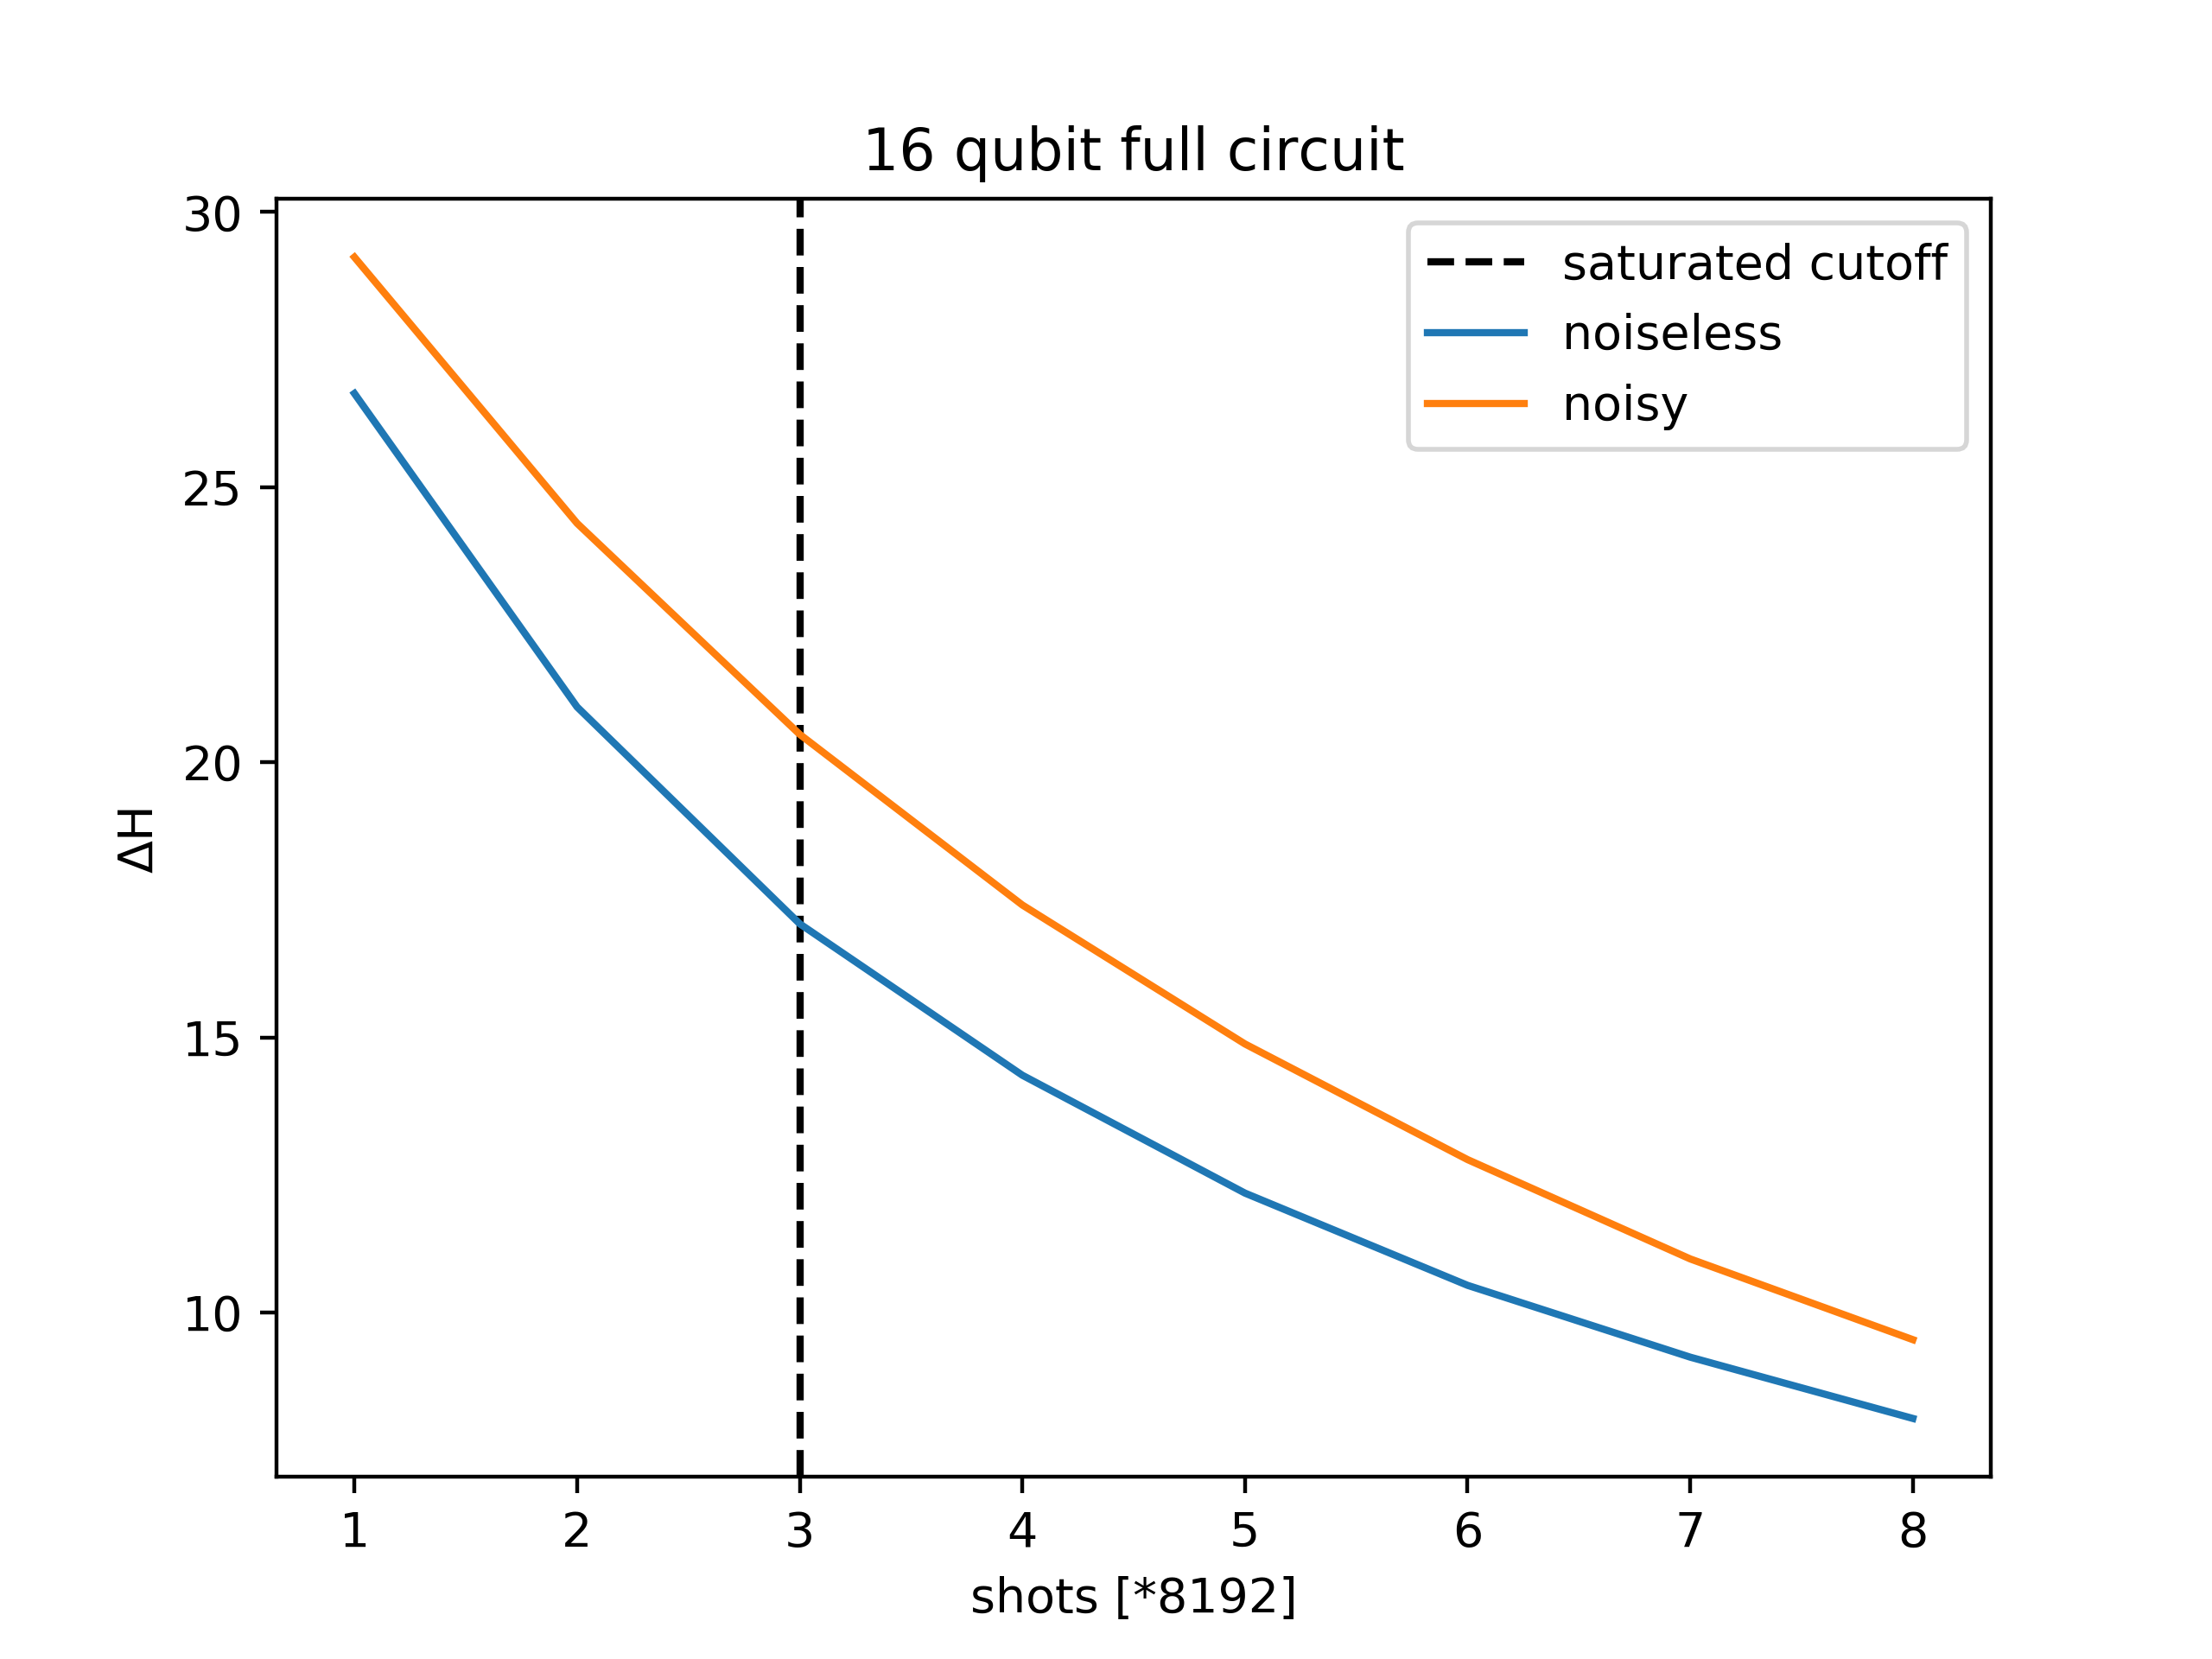 16 qubit full circuit
30
25
20
15
10
ΔH
saturated cutoff
noiseless
noisy
1 2 3 4 5 6 7 8
shots [*8192]